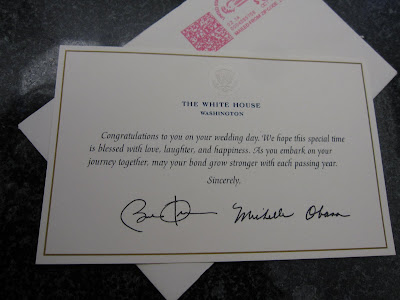 THE WHITE HOUSE
WASHINGTON
Congratulations to you on your wedding day. We hope this special time
is blessed with love, laughter, and happiness. As you embark on your
journey together, may your bond grow stronger with each passing year.
Sincerely,
Michelle Obama